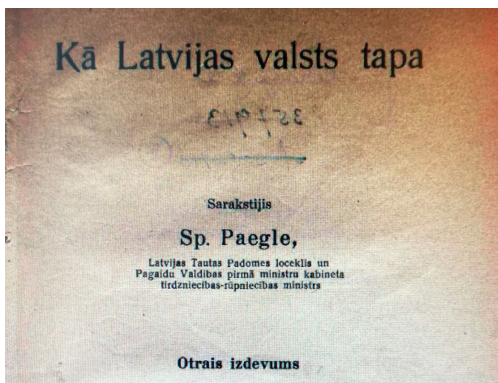 Kā Latvijas valsts tapa
Sarakstijis
Sp. Paegle,
Latvijas Tautas Padomes loceklis un
Pagaidu Valdības pirmā ministru kabineta
tirdzniecības-rūpniecības ministrs
Otrais izdevums